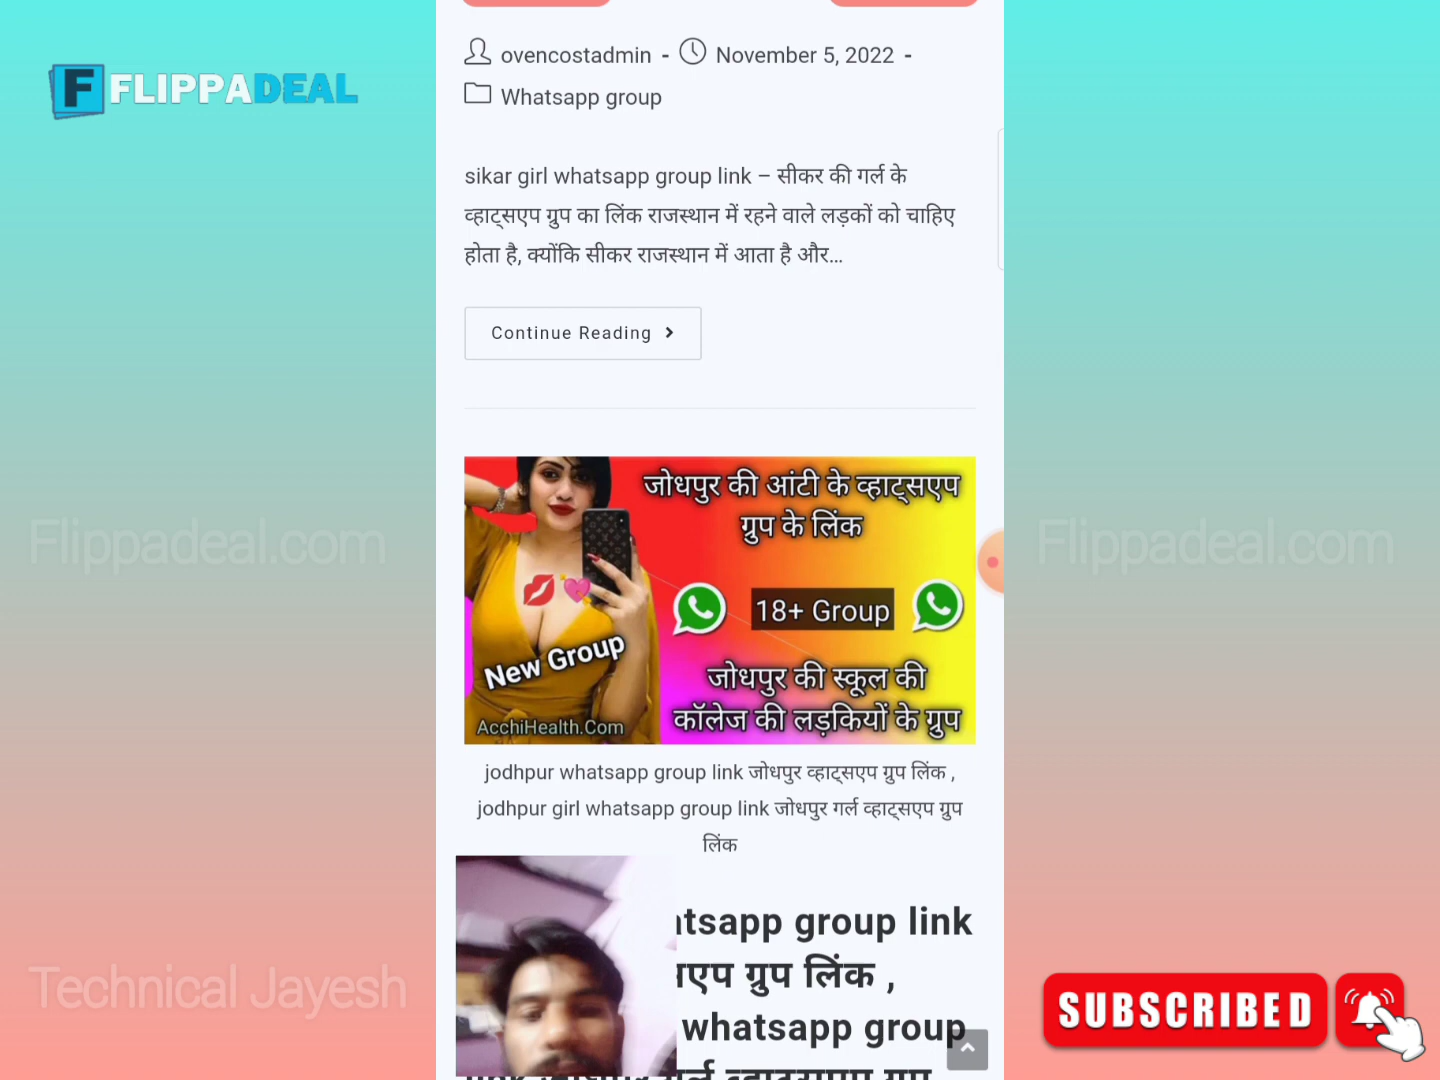 FLIPPADEAL
ovencostadmin - November 5, 2022 -
Whatsapp group
sikar girl whatsapp group link – सीकर की गर्ल के
व्हाट्सएप ग्रुप का लिंक राजस्थान में रहने वाले लड़कों को चाहिए
होता है, क्योंकि सीकर राजस्थान में आता है और...
Continue Reading
जोधपुर की आंटी के व्हाट्सएप
ग्रुप के लिंक
18+ Group
New Group
जोधपुर की स्कूल की
कॉलेज की लड़कियों के ग्रुप
AcchiHealth.Com
jodhpur whatsapp group link जोधपुर व्हाट्सएप ग्रुप लिंक ,
jodhpur girl whatsapp group link जोधपुर गर्ल व्हाट्सएप ग्रुप
लिंक
group link
ग्रुप लिंक ,
whatsapp group
Flippadeal.com
Flippadeal.com
Technical Jayesh
SUBSCRIBED